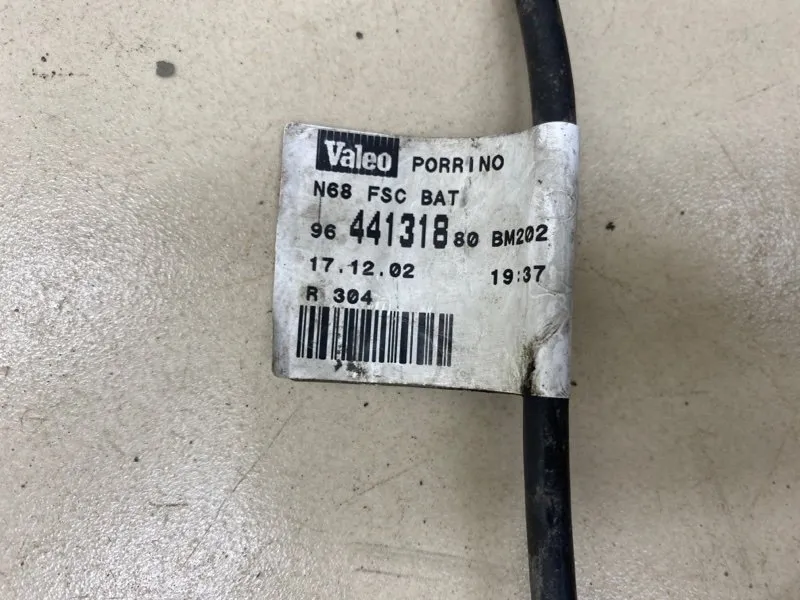 Valeo PORRINO
N68 FSC BAT
96 441318 80 BM202
17.12.02 19:37
R 304